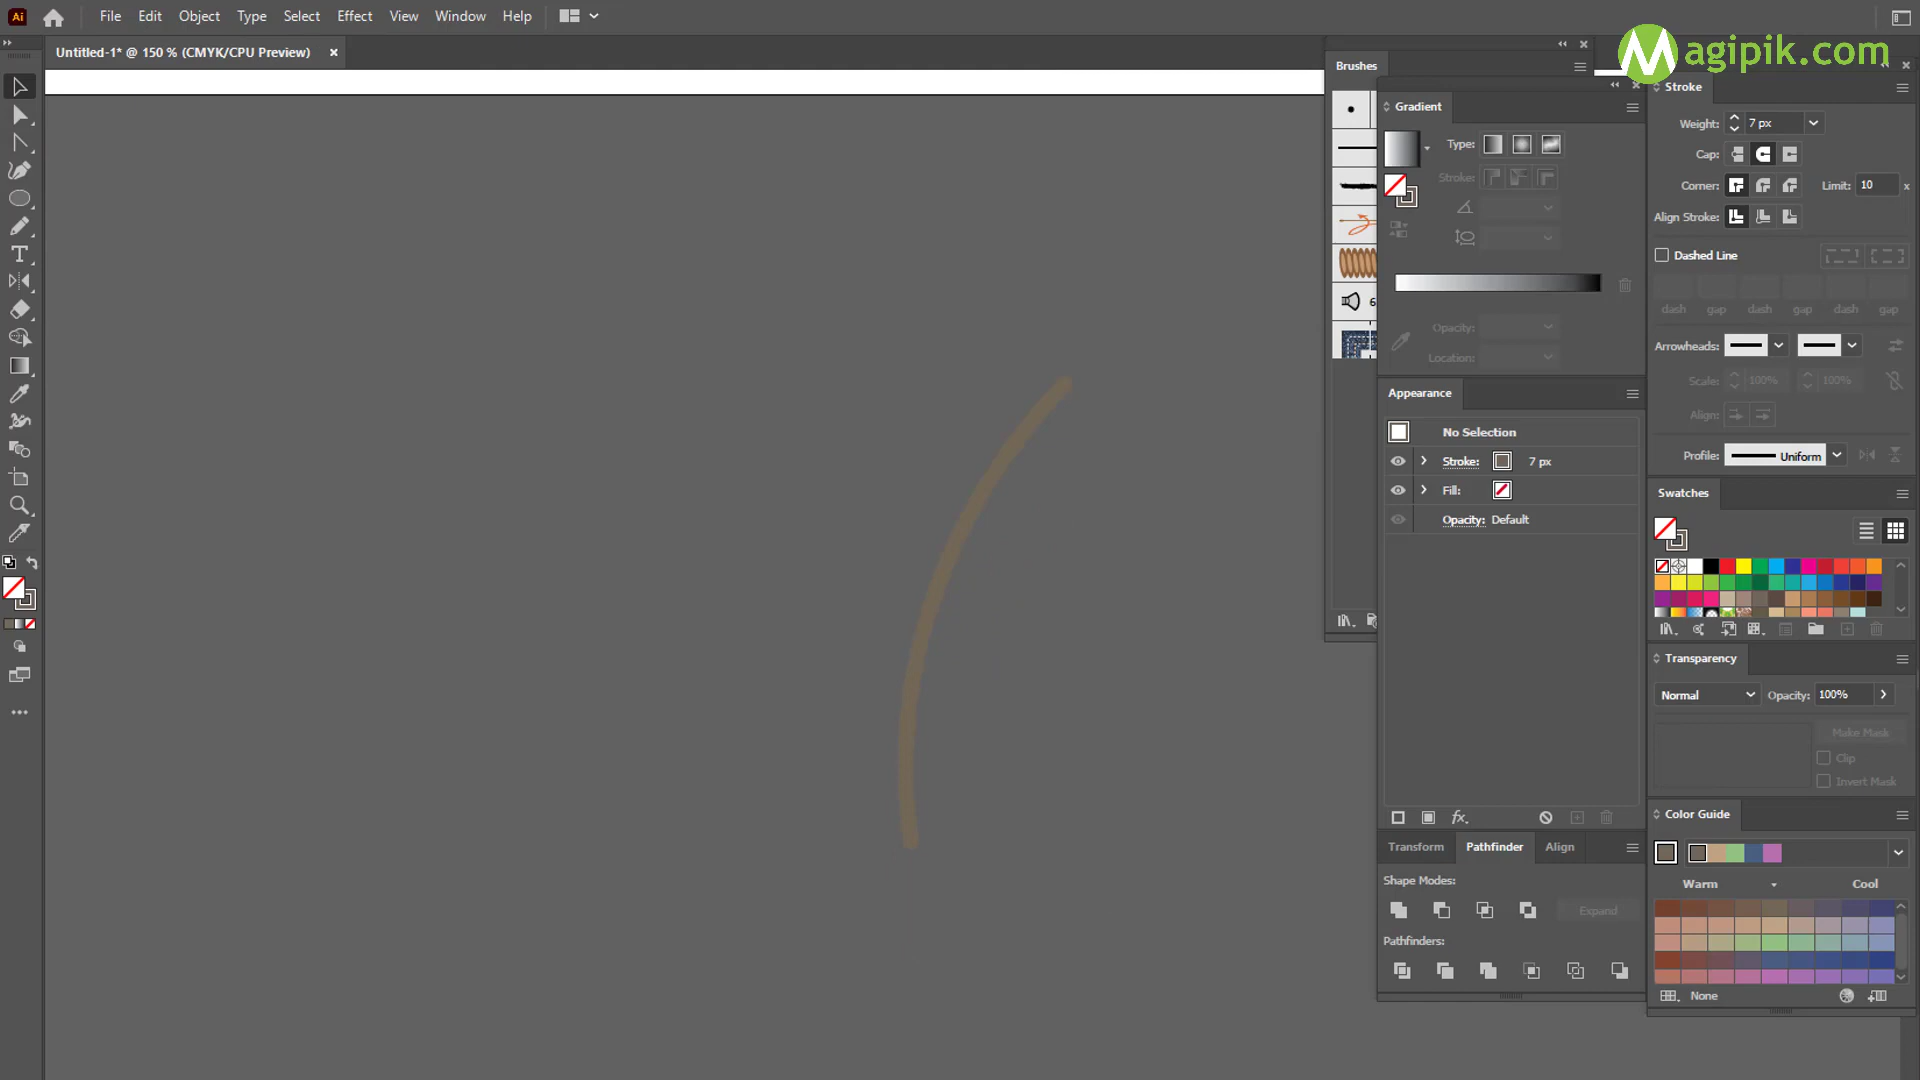 Ai
File Edit Object Type Select Effect View Window Help
Magipik.com
Untitled-1* @ 150 % (CMYK/CPU Preview) ×
Brushes
6
Gradient
Type:
Stroke:
Opacity:
Location:
Appearance
No Selection
Stroke: 7 px
Fill:
Opacity: Default
fx.
Transform Pathfinder Align
Shape Modes:
Expand
Pathfinders:
Stroke
Weight: 7 px
Cap:
Corner: Limit: 10 x
Align Stroke:
Dashed Line
dash gap dash gap dash gap
Arrowheads:
Scale: 100% 100%
Align:
Profile: Uniform
Swatches
Transparency
Normal Opacity: 100%
Make Mask
Clip
Invert Mask
Color Guide
Warm Cool
None